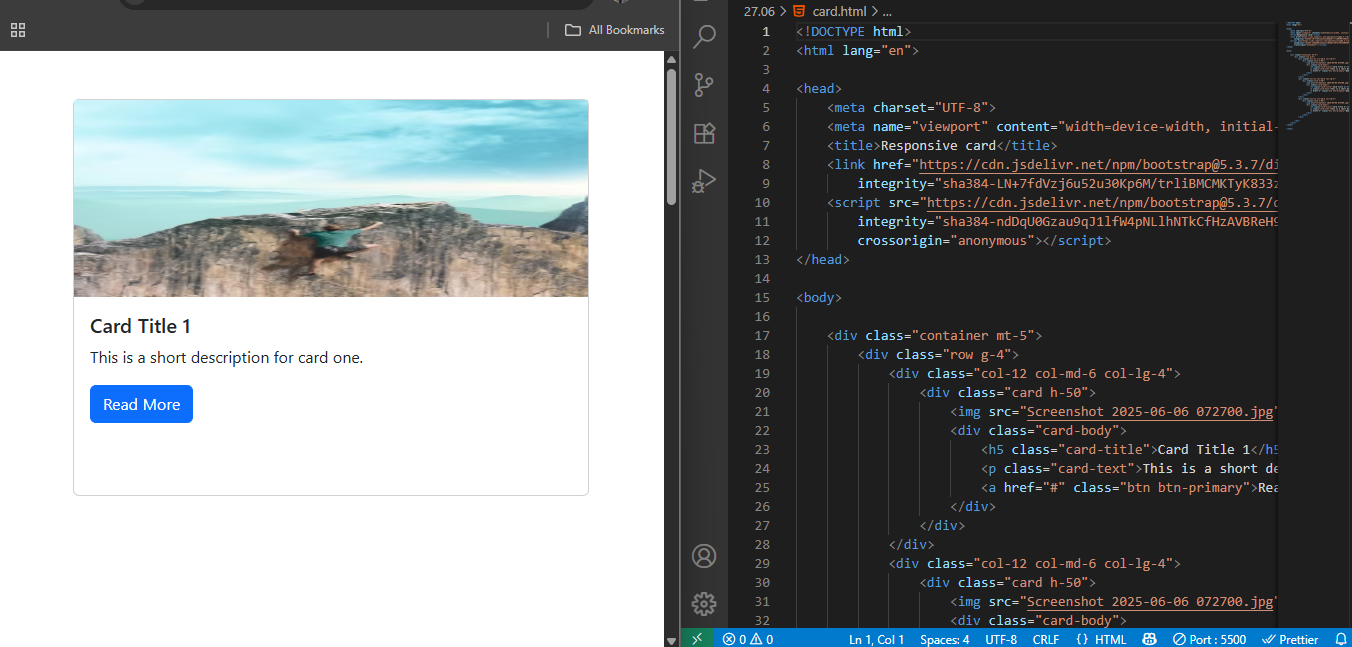 All Bookmarks
Card Title 1
This is a short description for card one.
Read More
27.06 > card.html > ...
1 <!DOCTYPE html>
2 <html lang="en">
3
4 <head>
5 <meta charset="UTF-8">
6 <meta name="viewport" content="width=device-width, initial-
7 <title>Responsive card</title>
8 <link href="https://cdn.jsdelivr.net/npm/bootstrap@5.3.7/di
9 integrity="sha384-LN+7fdVzj6u52u30Kp6M/trliBMCMKTyK833z
10 <script src="https://cdn.jsdelivr.net/npm/bootstrap@5.3.7/d
11 integrity="sha384-ndDqU0Gzau9qJ1lfW4pNLlhNTkCfHzAVBReH9
12 crossorigin="anonymous"></script>
13 </head>
14
15 <body>
16
17 <div class="container mt-5">
18 <div class="row g-4">
19 <div class="col-12 col-md-6 col-lg-4">
20 <div class="card h-50">
21 <img src="Screenshot 2025-06-06 072700.jpg"
22 <div class="card-body">
23 <h5 class="card-title">Card Title 1</h5
24 <p class="card-text">This is a short de
25 <a href="#" class="btn btn-primary">Rea
26 </div>
27 </div>
28 </div>
29 <div class="col-12 col-md-6 col-lg-4">
30 <div class="card h-50">
31 <img src="Screenshot 2025-06-06 072700.jpg"
32 <div class="card-body">
0 0 Ln 1, Col 1 Spaces: 4 UTF-8 CRLF {} HTML Port : 5500 Prettier